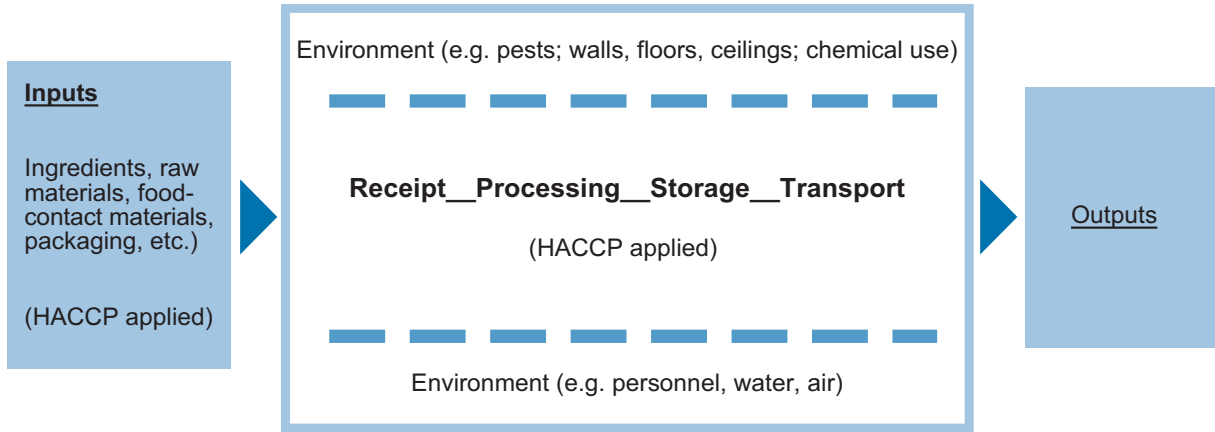 Inputs
Ingredients, raw
materials, food-
contact materials,
packaging, etc.)
(HACCP applied)
Environment (e.g. pests; walls, floors, ceilings; chemical use)
Receipt__Processing__Storage__Transport
(HACCP applied)
Environment (e.g. personnel, water, air)
Outputs